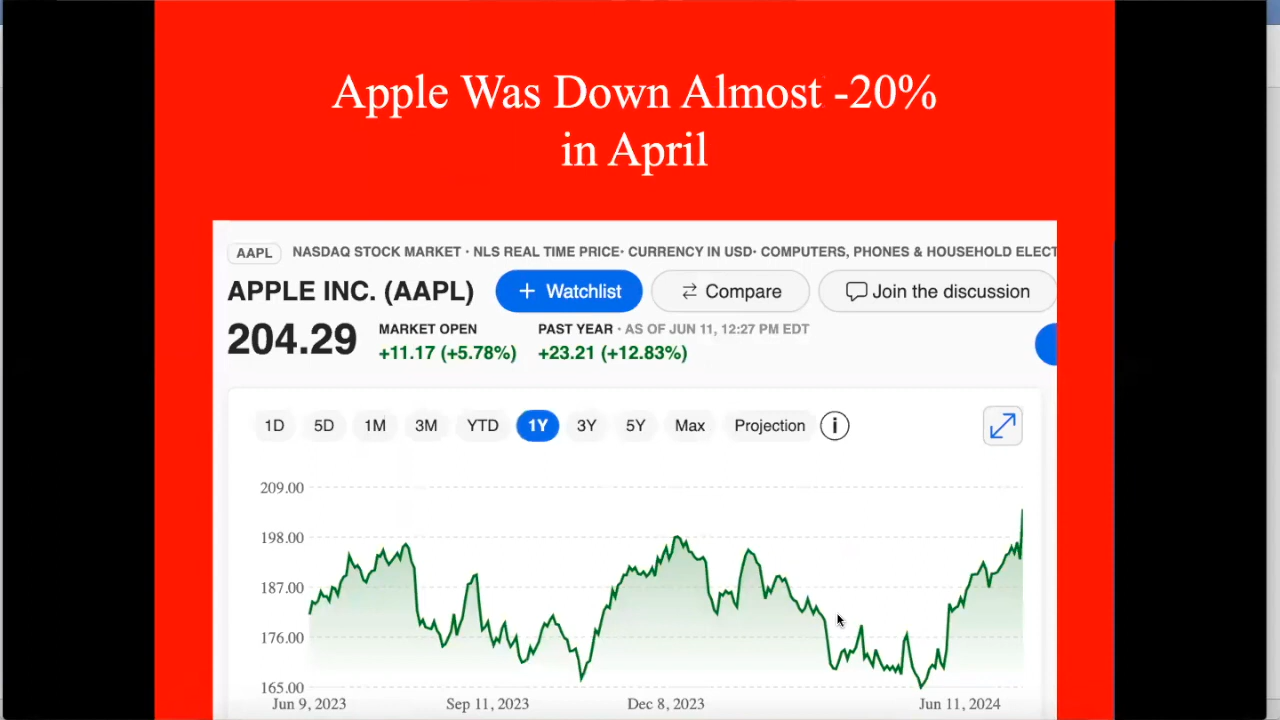 Apple Was Down Almost -20%
in April
AAPL NASDAQ STOCK MARKET · NLS REAL TIME PRICE· CURRENCY IN USD· COMPUTERS, PHONES & HOUSEHOLD ELECT
APPLE INC. (AAPL) + Watchlist Compare Join the discussion
204.29 MARKET OPEN PAST YEAR · AS OF JUN 11, 12:27 PM EDT
+11.17 (+5.78%) +23.21 (+12.83%)
1D 5D 1M 3M YTD 1Y 3Y 5Y Max Projection i
209.00
198.00
187.00
176.00
165.00
Jun 9, 2023 Sep 11, 2023 Dec 8, 2023 Jun 11, 2024